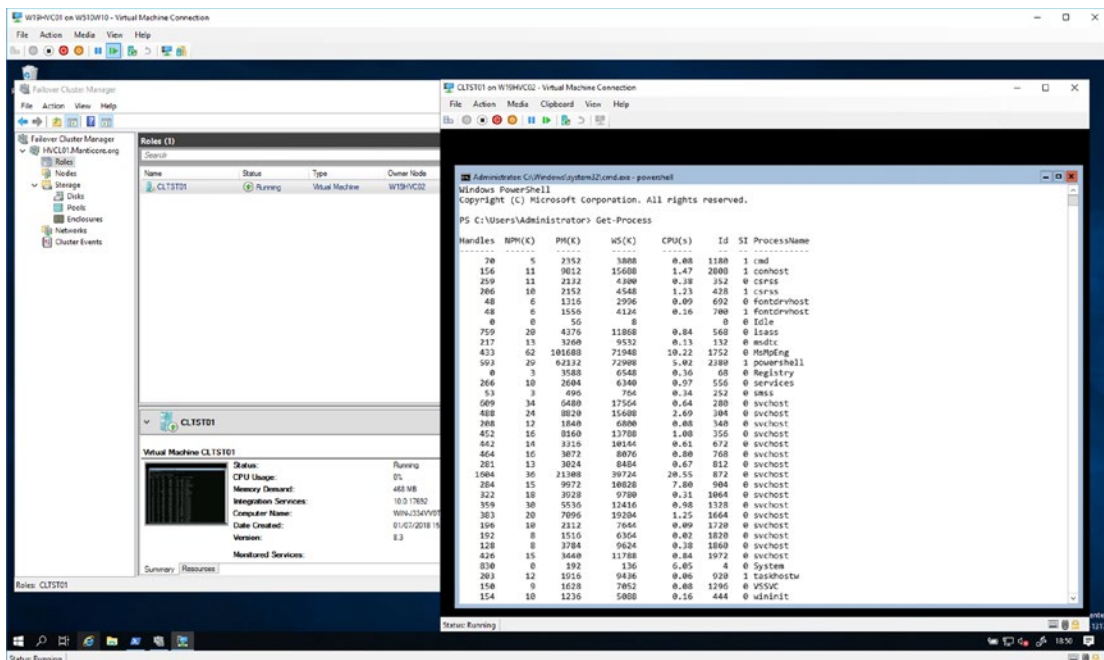 W19HVC01 on W510W10 - Virtual Machine Connection
File Action Media View Help
Failover Cluster Manager
File Action View Help
Failover Cluster Manager
HVCL01.Manticore.org
Roles
Nodes
Storage
Disks
Pools
Enclosures
Networks
Cluster Events
Roles (1)
Search
Name Status Type Owner Node
CLTST01 Running Virtual Machine W19HVC02
CLTST01
Virtual Machine CLTST01
Status: Running
CPU Usage: 0%
Memory Demand: 468 MB
Integration Services: 10.0.17692
Computer Name:
Date Created: 01/07/2018
Version: 8.3
Monitored Services:
Summary Resources
Roles: CLTST01
CLTST01 on W19HVC02 - Virtual Machine Connection
File Action Media Clipboard View Help
Administrator: C:\Windows\system32\cmd.exe - powershell
Windows PowerShell
Copyright (C) Microsoft Corporation. All rights reserved.
PS C:\Users\Administrator> Get-Process
Handles NPM(K) PM(K) WS(K) CPU(s) Id SI ProcessName
70 5 2352 3808 0.08 1180 1 cmd
156 11 9812 15688 1.47 2808 1 conhost
259 11 2132 4300 0.38 352 0 csrss
206 10 2152 4548 1.23 428 1 csrss
48 6 1316 2996 0.09 692 0 fontdrvhost
48 6 1556 4124 0.16 700 1 fontdrvhost
0 0 56 8 0 0 Idle
759 20 4376 11868 0.84 568 0 lsass
217 13 3260 9532 0.13 132 0 msdtc
433 62 101688 71948 10.22 1752 0 MsMpEng
593 29 62132 72908 5.02 2380 1 powershell
0 3 3588 6548 0.36 68 0 Registry
266 10 2604 6340 0.97 556 0 services
53 3 496 764 0.34 252 0 smss
609 34 6480 17564 0.64 280 0 svchost
488 24 8820 15608 2.69 304 0 svchost
208 12 1840 6800 0.08 340 0 svchost
452 16 8160 13788 1.08 356 0 svchost
442 14 3316 10144 0.61 672 0 svchost
464 16 3072 8076 0.80 768 0 svchost
281 13 3024 8484 0.67 812 0 svchost
1604 36 21308 39724 20.55 872 0 svchost
284 15 9972 10828 7.80 904 0 svchost
322 18 3928 9780 0.31 1064 0 svchost
359 30 5536 12416 0.98 1328 0 svchost
383 20 7096 19204 1.25 1664 0 svchost
196 10 2112 7644 0.09 1720 0 svchost
192 8 1516 6364 0.02 1820 0 svchost
128 8 3784 9624 0.38 1860 0 svchost
426 15 3440 11788 0.84 1972 0 svchost
830 0 192 136 6.05 4 0 System
203 12 1916 9436 0.06 920 1 taskhostw
150 9 1628 7052 0.08 1296 0 VSSVC
154 10 1236 5088 0.16 444 0 wininit
Status: Running
18:50
Status: Running